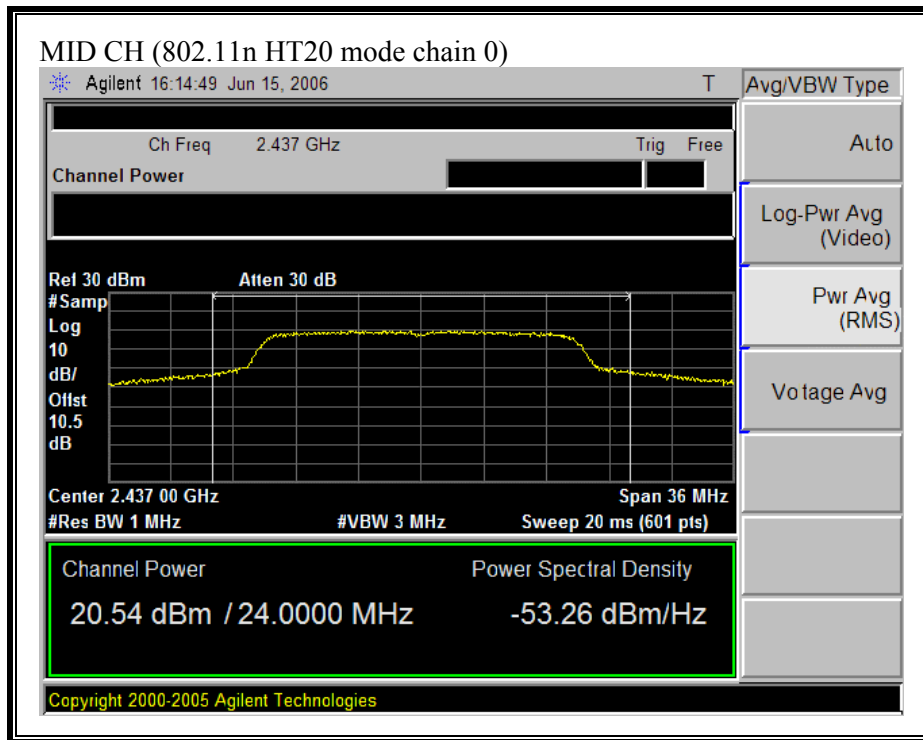 MID CH (802.11n HT20 mode chain 0)
Agilent 16:14:49 Jun 15, 2006 T
Avg/VBW Type
Ch Freq 2.437 GHz Trig Free
Channel Power
Auto
Log-Pwr Avg
(Video)
Pwr Avg
(RMS)
Voltage Avg
Ref 30 dBm Atten 30 dB
#Samp
Log
10
dB/
Offst
10.5
dB
Center 2.437 00 GHz Span 36 MHz
#Res BW 1 MHz #VBW 3 MHz Sweep 20 ms (601 pts)
Channel Power Power Spectral Density
20.54 dBm / 24.0000 MHz -53.26 dBm/Hz
Copyright 2000-2005 Agilent Technologies